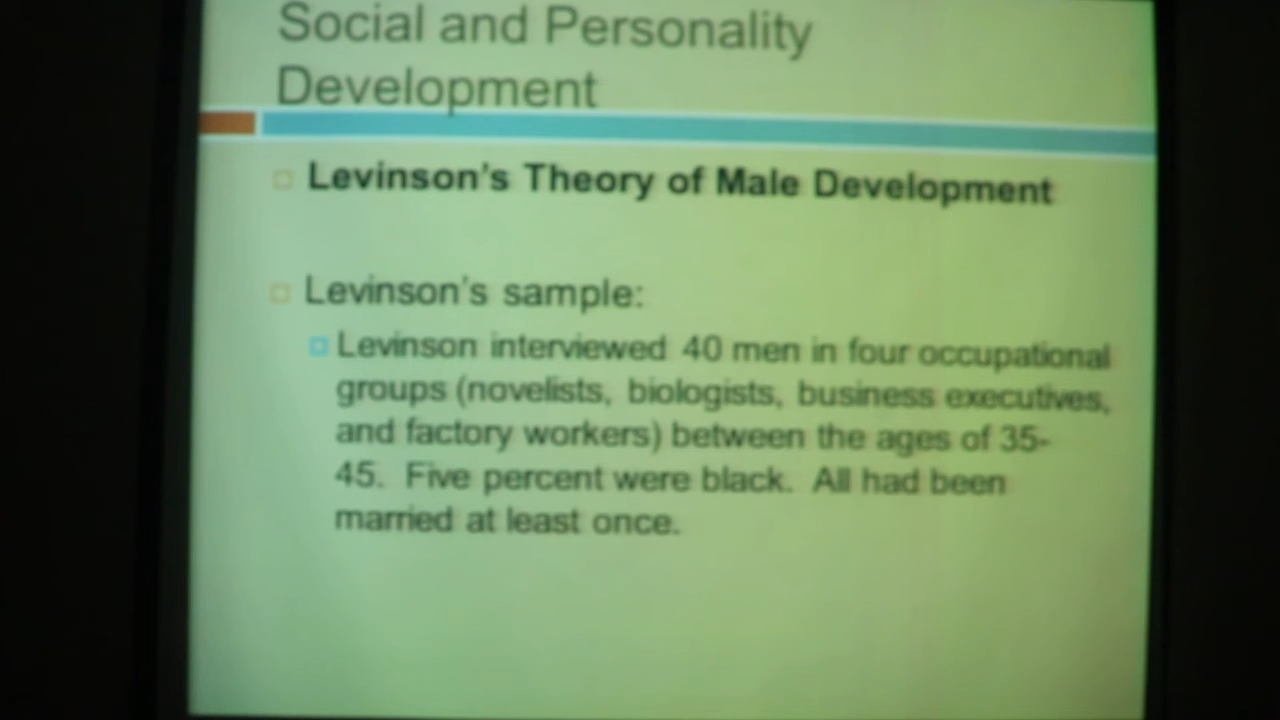 Social and Personality
Development
Levinson's Theory of Male Development
Levinson's sample:
Levinson interviewed 40 men in four occupational
groups (novelists, biologists, business executives,
and factory workers) between the ages of 35-
45. Five percent were black. All had been
married at least once.